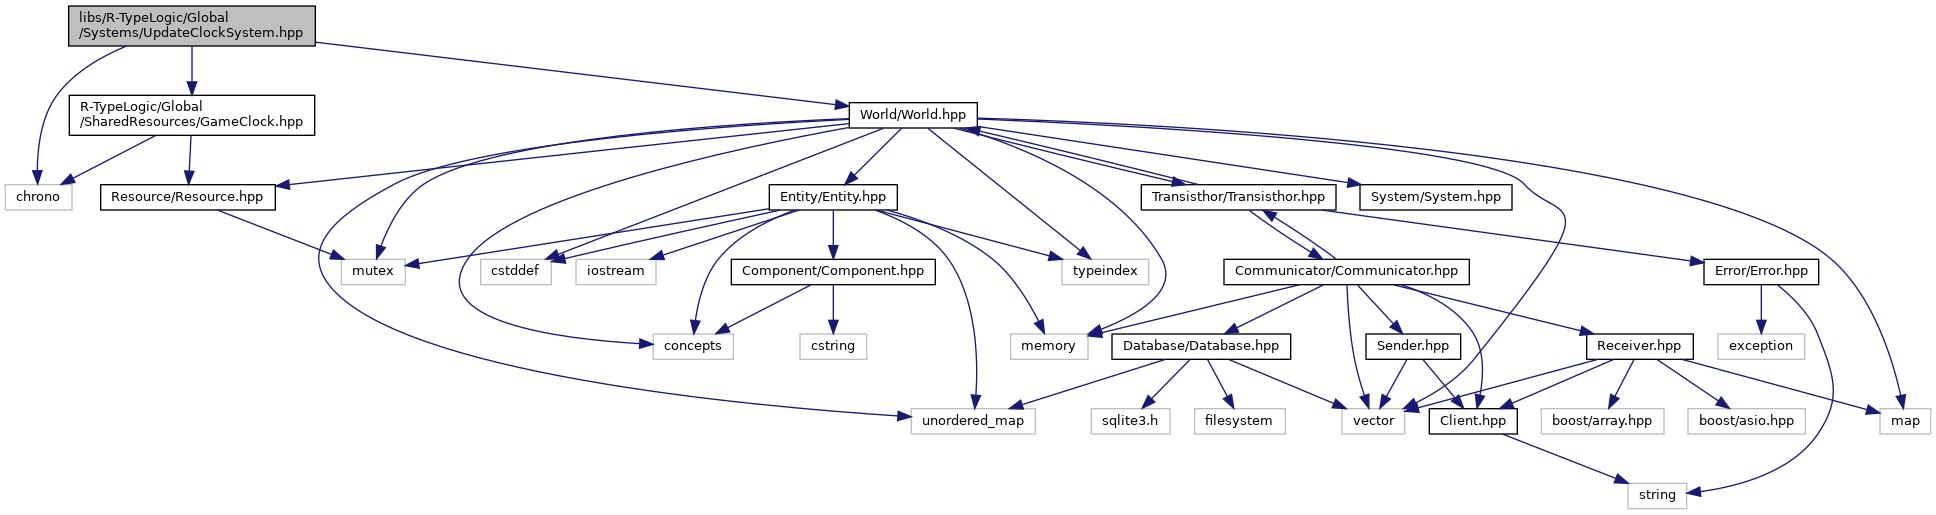 libs/R-TypeLogic/Global
/Systems/UpdateClockSystem.hpp
R-TypeLogic/Global
/SharedResources/GameClock.hpp
World/World.hpp
chrono
Resource/Resource.hpp
Entity/Entity.hpp
Transisthor/Transisthor.hpp
System/System.hpp
mutex
cstddef
iostream
Component/Component.hpp
typeindex
Communicator/Communicator.hpp
Error/Error.hpp
concepts
cstring
memory
Database/Database.hpp
Sender.hpp
Receiver.hpp
exception
unordered_map
sqlite3.h
filesystem
vector
Client.hpp
boost/array.hpp
boost/asio.hpp
map
string